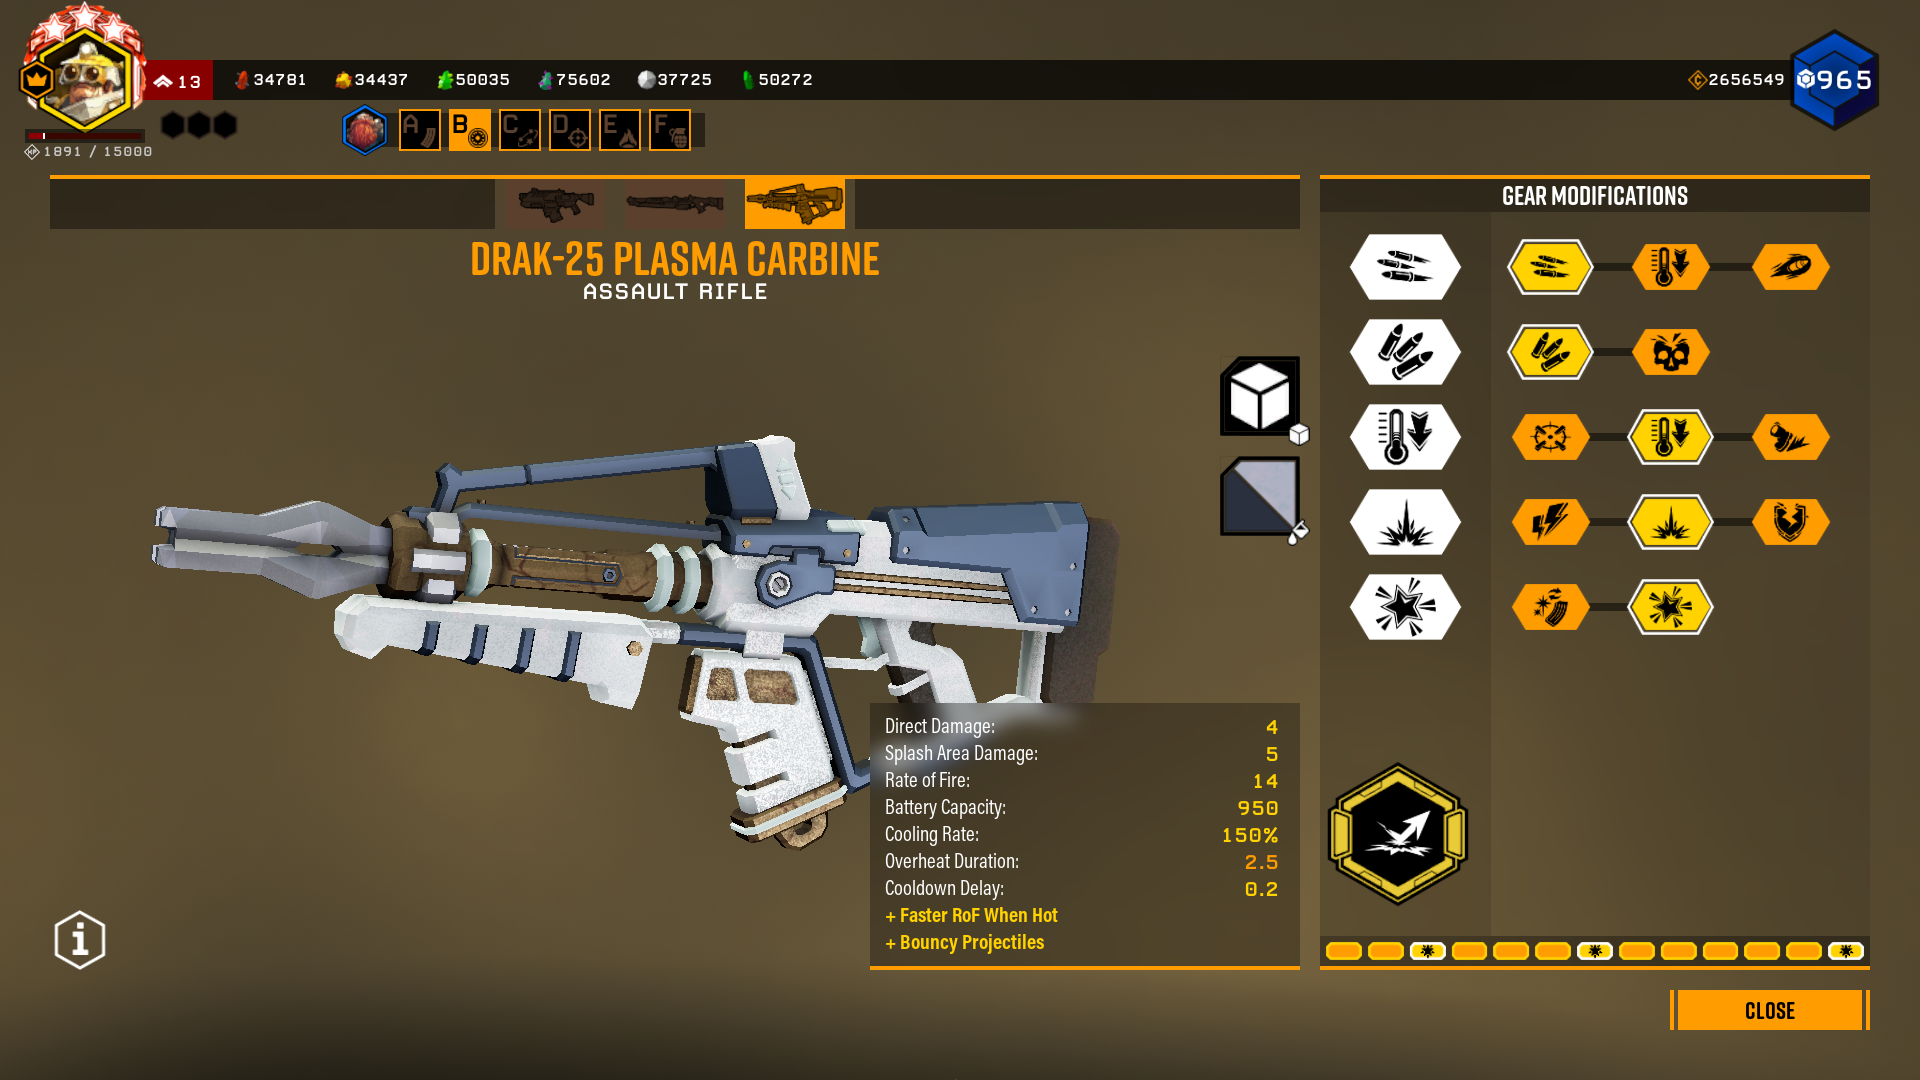 13
34781
34437
50035
75602
37725
50272
2656549
965
1891 / 15000
A
B
C
D
E
F
DRAK-25 PLASMA CARBINE
ASSAULT RIFLE
GEAR MODIFICATIONS
Direct Damage: 4
Splash Area Damage: 5
Rate of Fire: 14
Battery Capacity: 950
Cooling Rate: 150%
Overheat Duration: 2.5
Cooldown Delay: 0.2
+ Faster RoF When Hot
+ Bouncy Projectiles
CLOSE